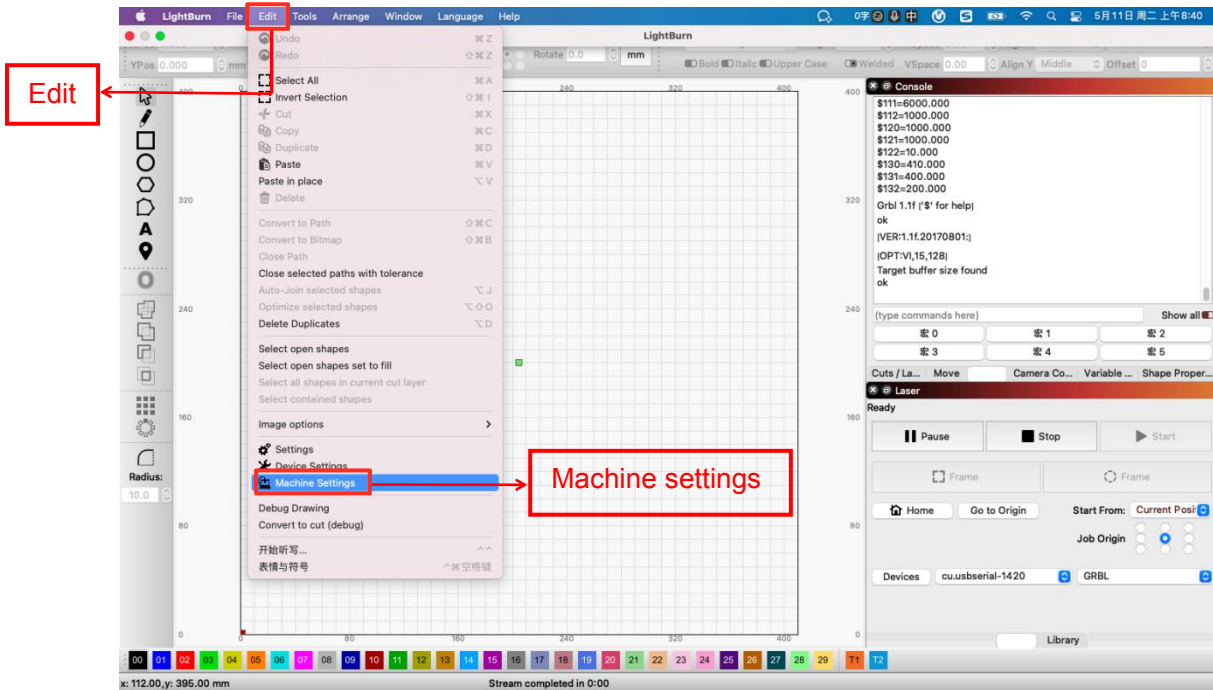 LightBurn File Edit Tools Arrange Window Language Help
0字 中 5月11日 周二 上午8:40
LightBurn
YPos 0.000 mm
Rotate 0.0 mm
Bold Italic Upper Case Welded VSpace 0.00 Align Y Middle Offset 0
Edit
Undo ⌘Z
Redo ⇧⌘Z
Select All ⌘A
Invert Selection ⇧⌘I
Cut ⌘X
Copy ⌘C
Duplicate ⌘D
Paste ⌘V
Paste in place ⌥V
Delete
Convert to Path ⇧⌘C
Convert to Bitmap ⇧⌘B
Close Path
Close selected paths with tolerance
Auto-Join selected shapes ⌥J
Optimize selected shapes ⌥⇧O
Delete Duplicates ⌥D
Select open shapes
Select open shapes set to fill
Select all shapes in current cut layer
Select contained shapes
Image options
Settings
Device Settings
Machine Settings
Debug Drawing
Convert to cut (debug)
开始听写... ^^
表情与符号 ^⌘空格键
Machine settings
Radius:
10.0
400 0 240 320 400 400
320 320
240 240
160 160
80 80
0 0 80 160 240 320 400 0
Console
$111=6000.000
$112=1000.000
$120=1000.000
$121=1000.000
$122=10.000
$130=410.000
$131=400.000
$132=200.000
Grbl 1.1f ['$' for help]
ok
[VER:1.1f.20170801:]
[OPT:VI,15,128]
Target buffer size found
ok
(type commands here) Show all
宏 0 宏 1 宏 2
宏 3 宏 4 宏 5
Cuts / La... Move Camera Co... Variable ... Shape Proper...
Laser
Ready
Pause Stop Start
Frame Frame
Home Go to Origin Start From: Current Posit
Job Origin
Devices cu.usbserial-1420 GRBL
Library
00 01 02 03 04 05 06 07 08 09 10 11 12 13 14 15 16 17 18 19 20 21 22 23 24 25 26 27 28 29 T1 T2
x: 112.00,y: 395.00 mm Stream completed in 0:00